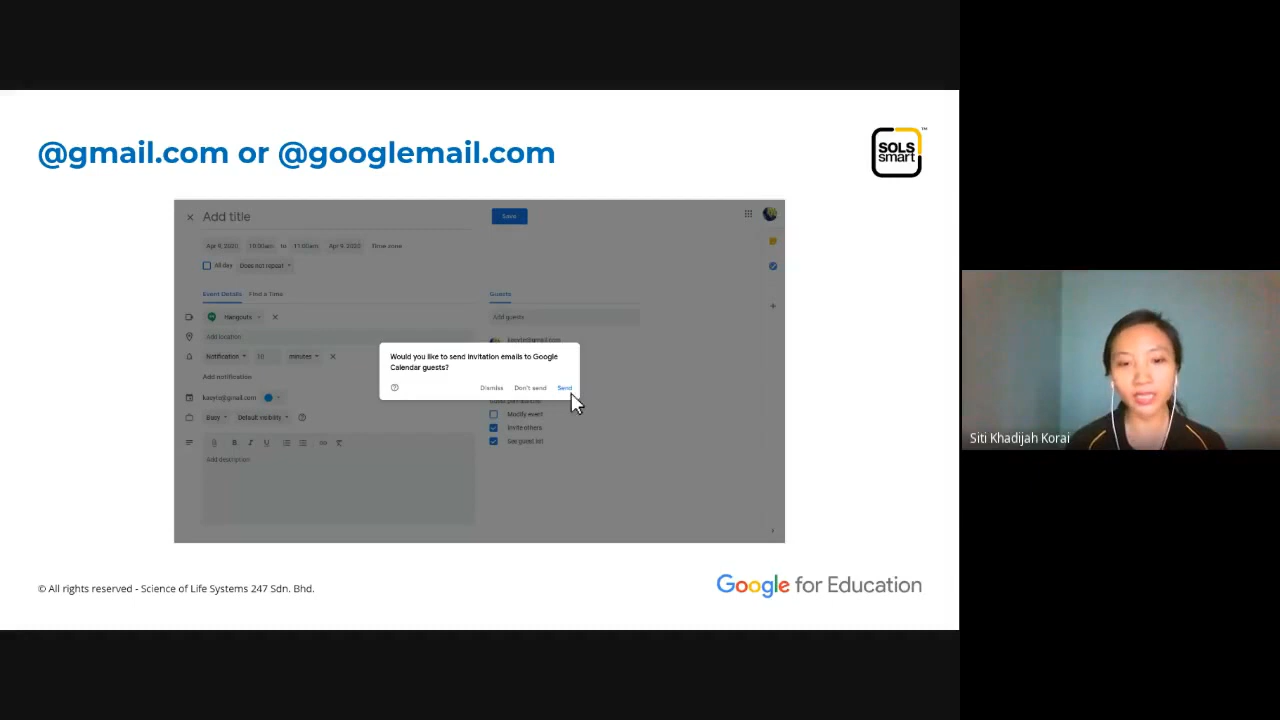 @gmail.com or @googlemail.com
SOLS
smart
™
Add title
Save
Apr 9, 2020 10:00am to 11:00am Apr 9, 2020 Time zone
All day Does not repeat
Event Details Find a Time
Guests
Hangouts
Add guests
Add location
Notification 10 minutes
Would you like to send invitation emails to Google
Calendar guests?
Dismiss Don't send Send
Add notification
Busy Default visibility
Modify event
Invite others
See guest list
B I U
Add description
© All rights reserved - Science of Life Systems 247 Sdn. Bhd.
Google for Education
Siti Khadijah Korai